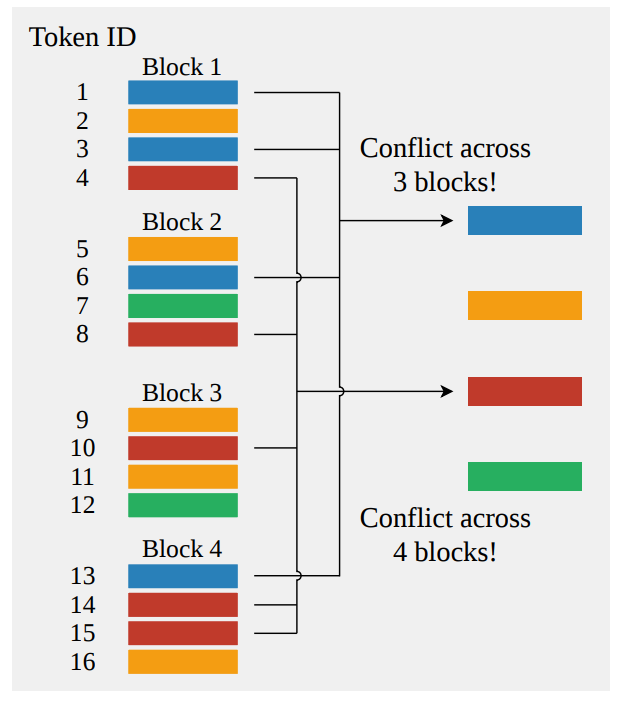 Token ID
Block 1
1
2
3
4
Conflict across
3 blocks!
Block 2
5
6
7
8
Block 3
9
10
11
12
Conflict across
4 blocks!
Block 4
13
14
15
16